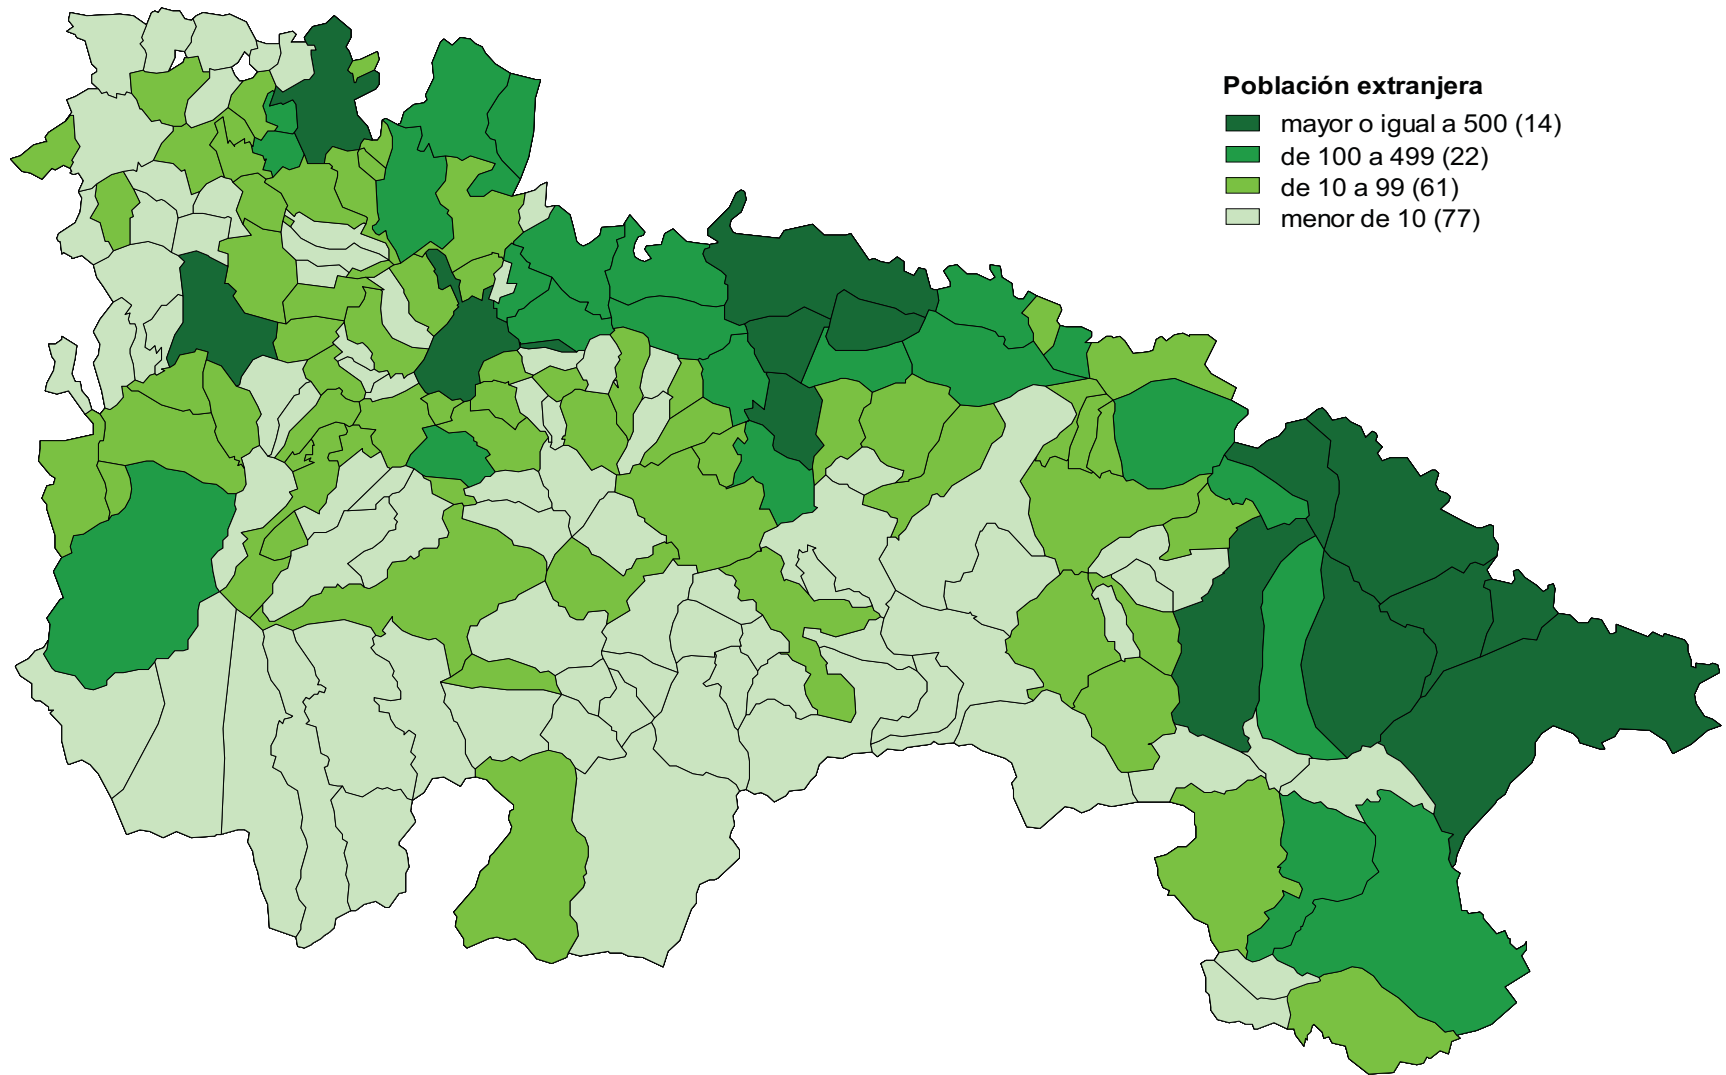 Población extranjera
mayor o igual a 500 (14)
de 100 a 499 (22)
de 10 a 99 (61)
menor de 10 (77)